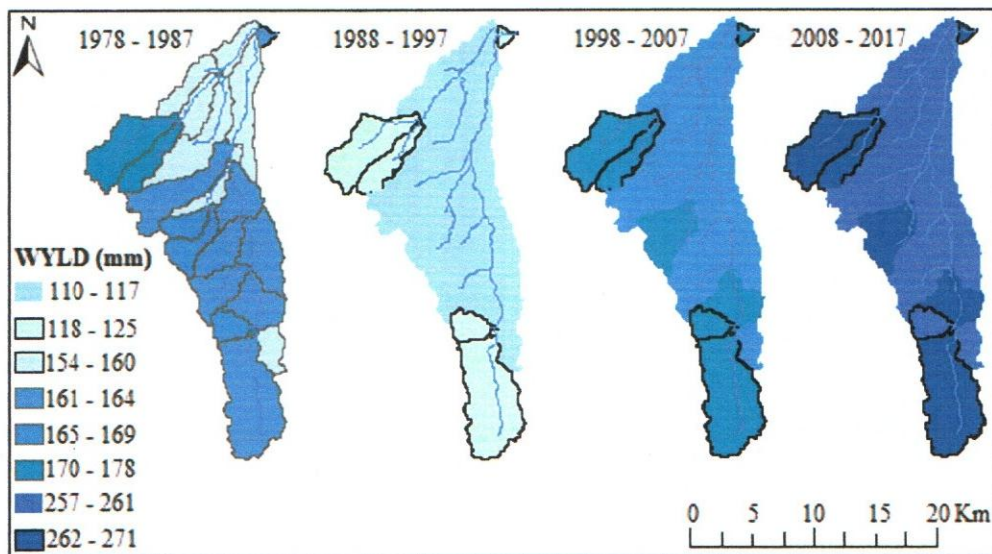 N
1978 - 1987
1988 - 1997
1998 - 2007
2008 - 2017
WYLD (mm)
110 - 117
118 - 125
154 - 160
161 - 164
165 - 169
170 - 178
257 - 261
262 - 271
0 5 10 15 20 Km